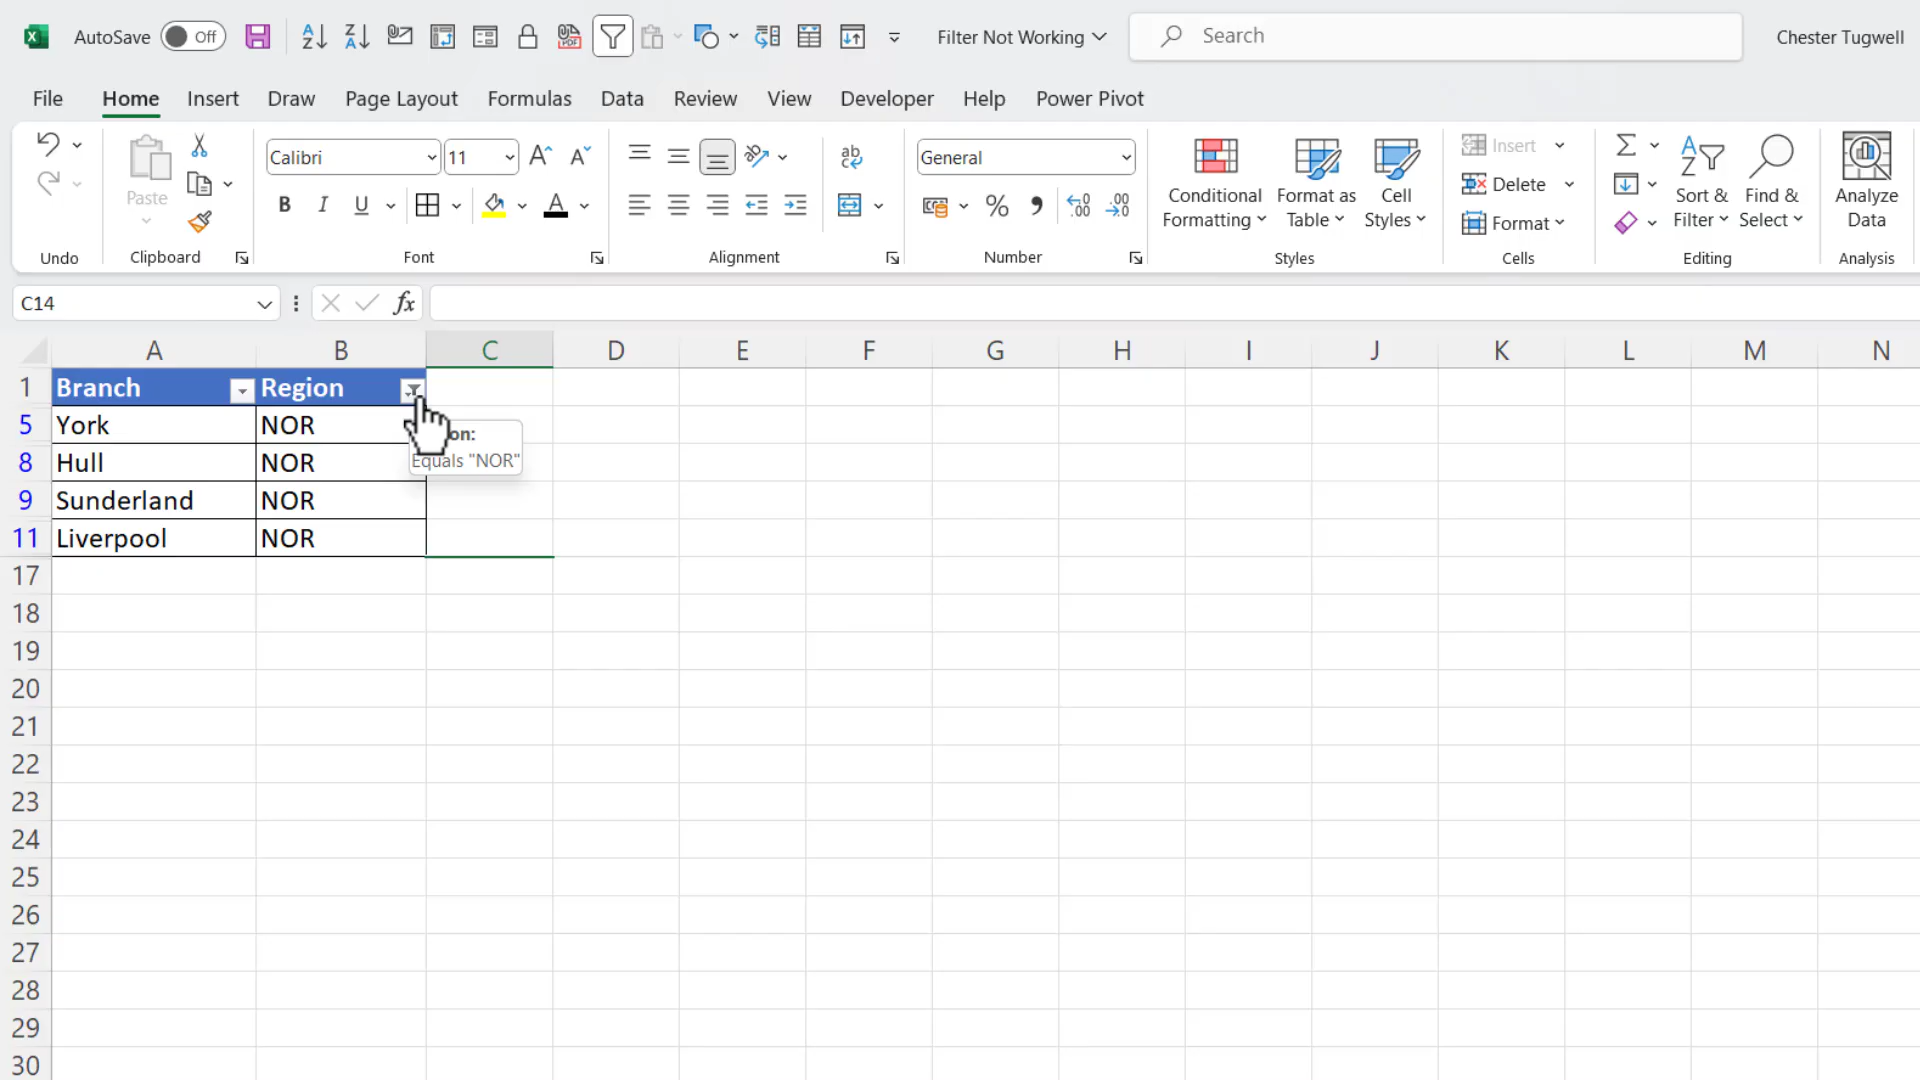 AutoSave Off Filter Not Working Search Chester Tugwell
File Home Insert Draw Page Layout Formulas Data Review View Developer Help Power Pivot
Paste
Calibri 11
B I U
ab
General
Conditional Formatting
Format as Table
Cell Styles
Insert
Delete
Format
Sort & Filter
Find & Select
Analyze Data
Undo Clipboard Font Alignment Number Styles Cells Editing Analysis
C14 fx
A B C D E F G H I J K L M N
1 Branch Region
5 York NOR
8 Hull NOR
9 Sunderland NOR
11 Liverpool NOR
on:
Equals "NOR"
17
18
19
20
21
22
23
24
25
26
27
28
29
30